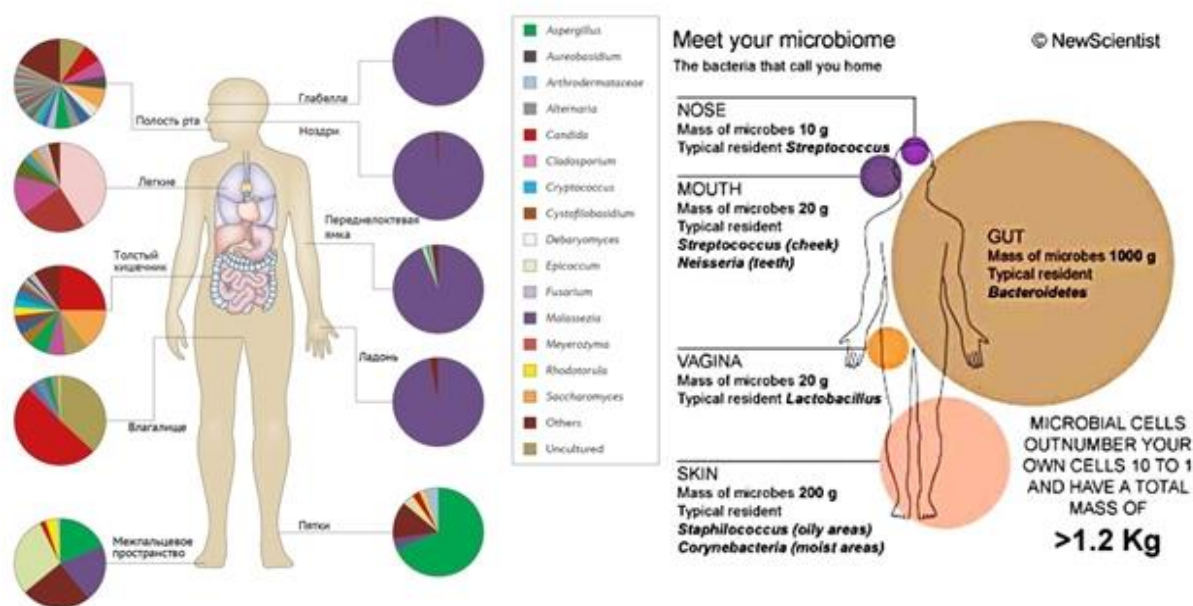 Глабелла
Полость рта
Ноздри
Легкие
Переднелоктевая
ямка
Толстый
кишечник
Ладонь
Влагалище
Пятки
Межпальцевое
пространство
Aspergillus
Aureobasidium
Arthrodermataceae
Alternaria
Candida
Cladosporium
Cryptococcus
Cystofilobasidium
Debaryomyces
Epicoccum
Fusarium
Malassezia
Meyerozyma
Rhodotorula
Saccharomyces
Others
Uncultured
Meet your microbiome
© NewScientist
The bacteria that call you home
NOSE
Mass of microbes 10 g
Typical resident Streptococcus
MOUTH
Mass of microbes 20 g
Typical resident
Streptococcus (cheek)
Neisseria (teeth)
GUT
Mass of microbes 1000 g
Typical resident
Bacteroidetes
VAGINA
Mass of microbes 20 g
Typical resident Lactobacillus
SKIN
Mass of microbes 200 g
Typical resident
Staphilococcus (oily areas)
Corynebacteria (moist areas)
MICROBIAL CELLS
OUTNUMBER YOUR
OWN CELLS 10 TO 1
AND HAVE A TOTAL
MASS OF
>1.2 Kg